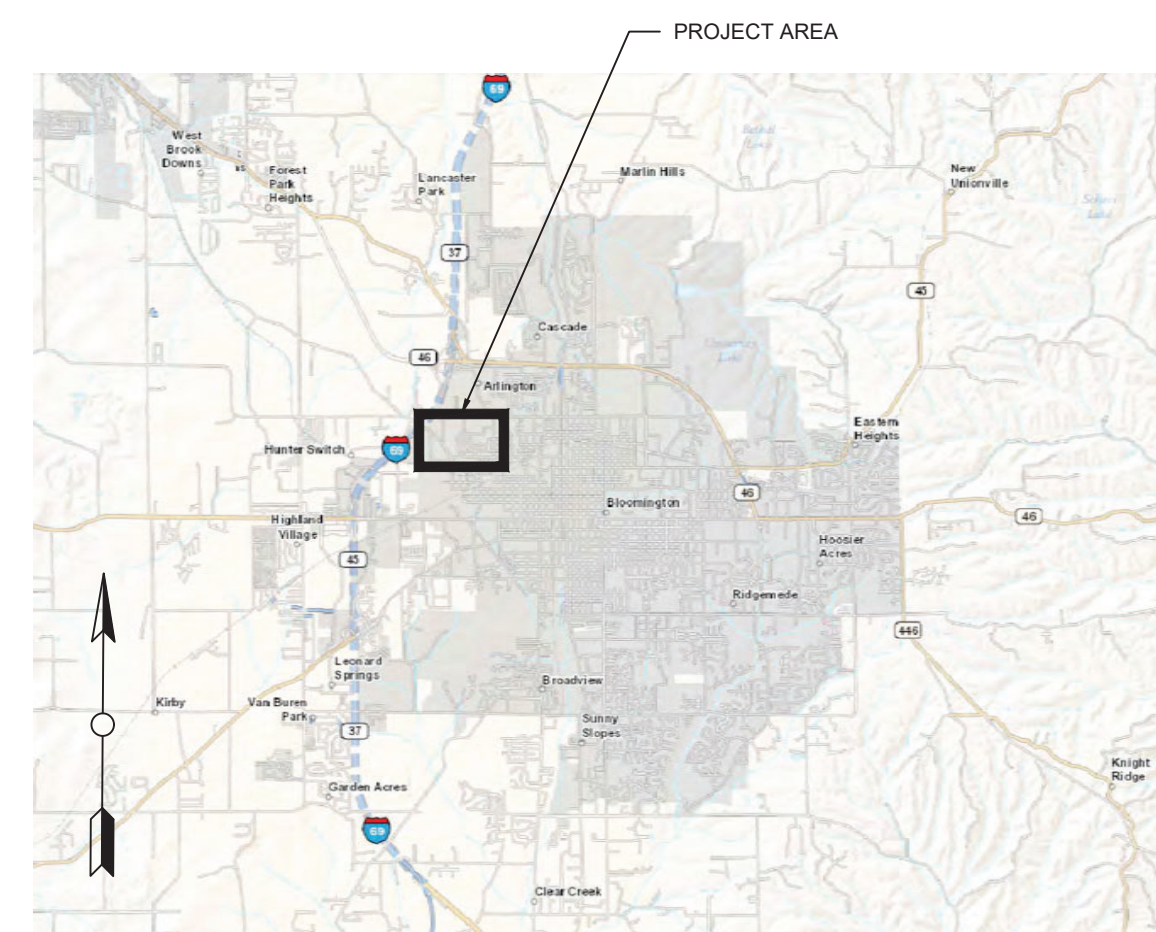 PROJECT AREA
69
West
Brook
Downs
Forest
Park
Heights
Lancaster
Park
Marlin Hills
New
Unionville
37
45
Cascade
46
Arlington
Eastern
Heights
Hunter Switch
69
46
Bloomington
46
Highland
Village
45
Hoosier
Acres
Ridgemede
446
Leonard
Springs
Broadview
Kirby
Van Buren
Park
37
Sunny
Slopes
Knight
Ridge
Garden Acres
69
Clear Creek